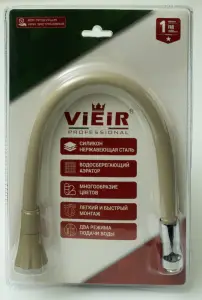 1
ViEiR
PROFESSIONAL
СИЛИКОН
НЕРЖАВЕЮЩАЯ СТАЛЬ
ВОДОСБЕРЕГАЮЩИЙ
АЭРАТОР
МНОГООБРАЗИЕ
ЦВЕТОВ
ЛЕГКИЙ И БЫСТРЫЙ
МОНТАЖ
ДВА РЕЖИМА
ПОДАЧИ ВОДЫ